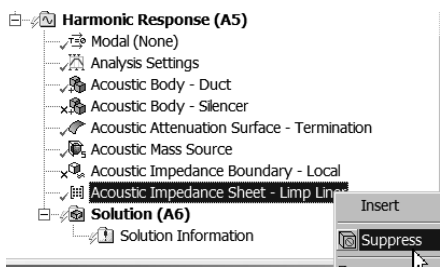 Harmonic Response (A5)
Modal (None)
Analysis Settings
Acoustic Body - Duct
Acoustic Body - Silencer
Acoustic Attenuation Surface - Termination
Acoustic Mass Source
Acoustic Impedance Boundary - Local
Acoustic Impedance Sheet - Limp Line
Insert
Solution (A6)
Suppress
Solution Information